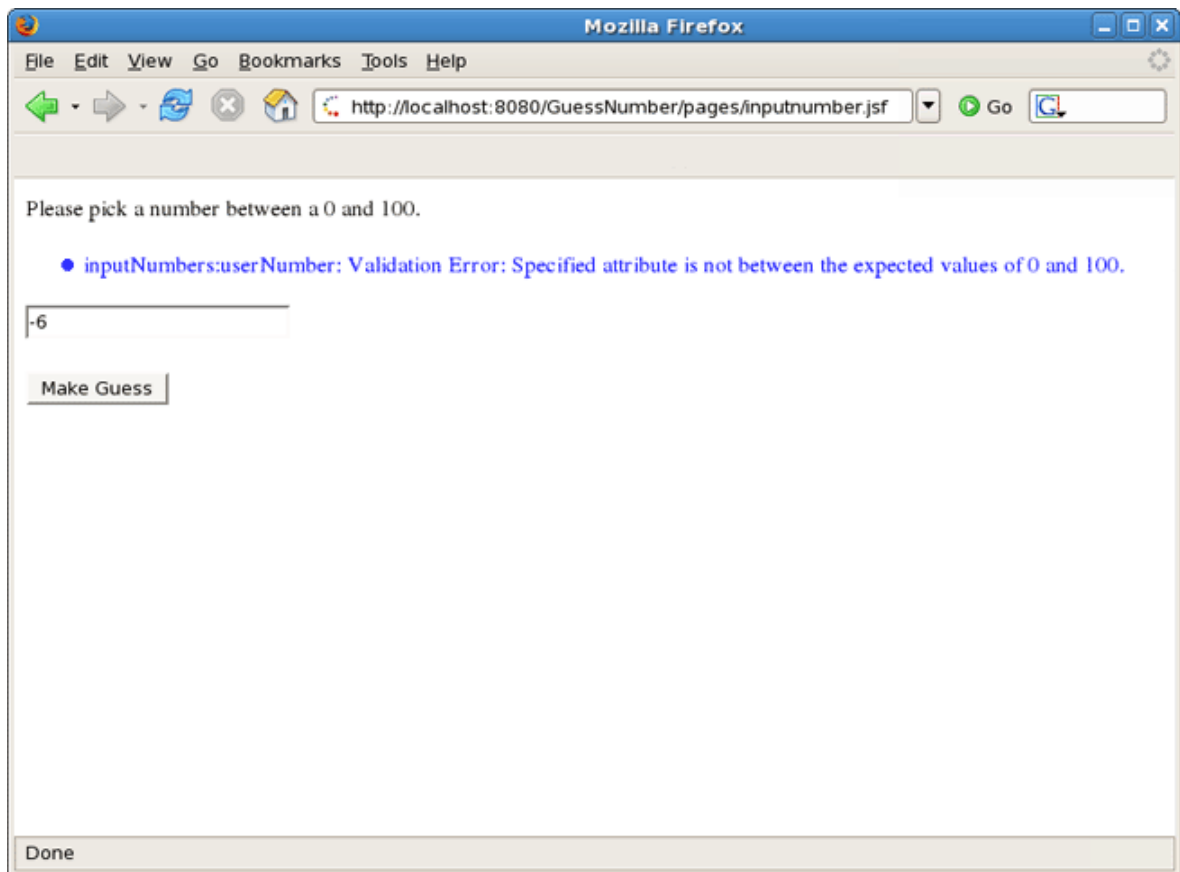 Mozilla Firefox
File Edit View Go Bookmarks Tools Help
http://localhost:8080/GuessNumber/pages/inputnumber.jsf Go G
Please pick a number between a 0 and 100.
inputNumbers:userNumber: Validation Error: Specified attribute is not between the expected values of 0 and 100.
-6
Make Guess
Done